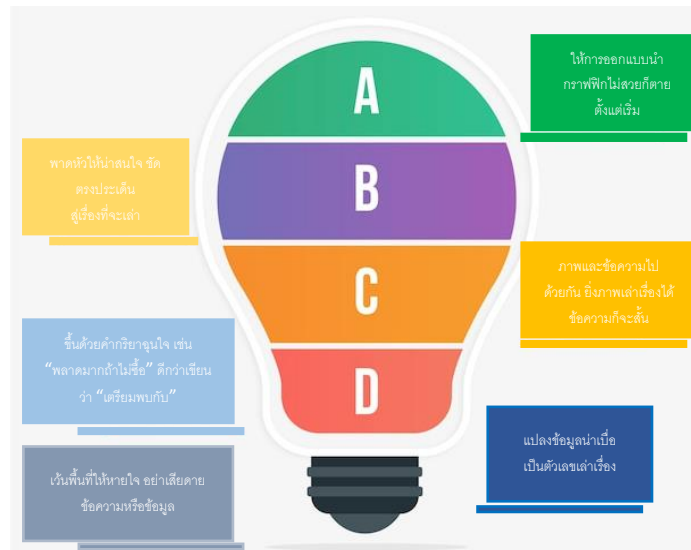 A
B
C
D
ให้การออกแบบนำ
กราฟฟิกไม่สวยก็ตาย
ตั้งแต่เริ่ม
พาดหัวให้น่าสนใจ ชัด
ตรงประเด็น
สู่เรื่องที่จะเล่า
ภาพและข้อความไป
ด้วยกัน ยิ่งภาพเล่าเรื่องได้
ข้อความก็จะสั้น
ขึ้นด้วยคำกริยาฉุนใจ เช่น
“พลาดมากถ้าไม่ซื้อ” ดีกว่าเขียน
ว่า “เตรียมพบกับ”
แปลงข้อมูลน่าเบื่อ
เป็นตัวเลขเล่าเรื่อง
เว้นพื้นที่ให้หายใจ อย่าเสียดาย
ข้อความหรือข้อมูล